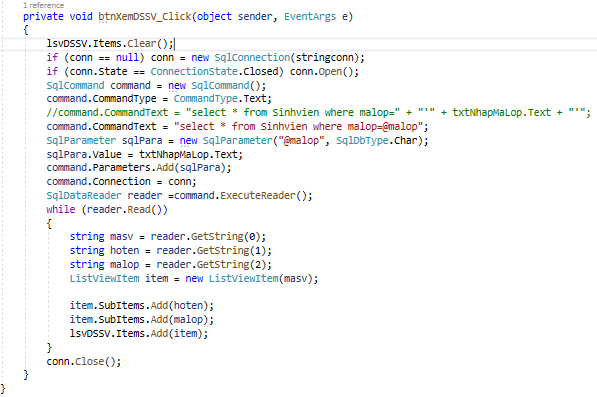 1 reference
private void btnXemDSSV_Click(object sender, EventArgs e)
{
lsvDSSV.Items.Clear();
if (conn == null) conn = new SqlConnection(stringconn);
if (conn.State == ConnectionState.Closed) conn.Open();
SqlCommand command = new SqlCommand();
command.CommandType = CommandType.Text;
//command.CommandText = "select * from Sinhvien where malop=" + "'" + txtNhapMaLop.Text + "'";
command.CommandText = "select * from Sinhvien where malop=@malop";
SqlParameter sqlPara = new SqlParameter("@malop", SqlDbType.Char);
sqlPara.Value = txtNhapMaLop.Text;
command.Parameters.Add(sqlPara);
command.Connection = conn;
SqlDataReader reader =command.ExecuteReader();
while (reader.Read())
{
string masv = reader.GetString(0);
string hoten = reader.GetString(1);
string malop = reader.GetString(2);
ListViewItem item = new ListViewItem(masv);
item.SubItems.Add(hoten);
item.SubItems.Add(malop);
lsvDSSV.Items.Add(item);
}
conn.Close();
}
}